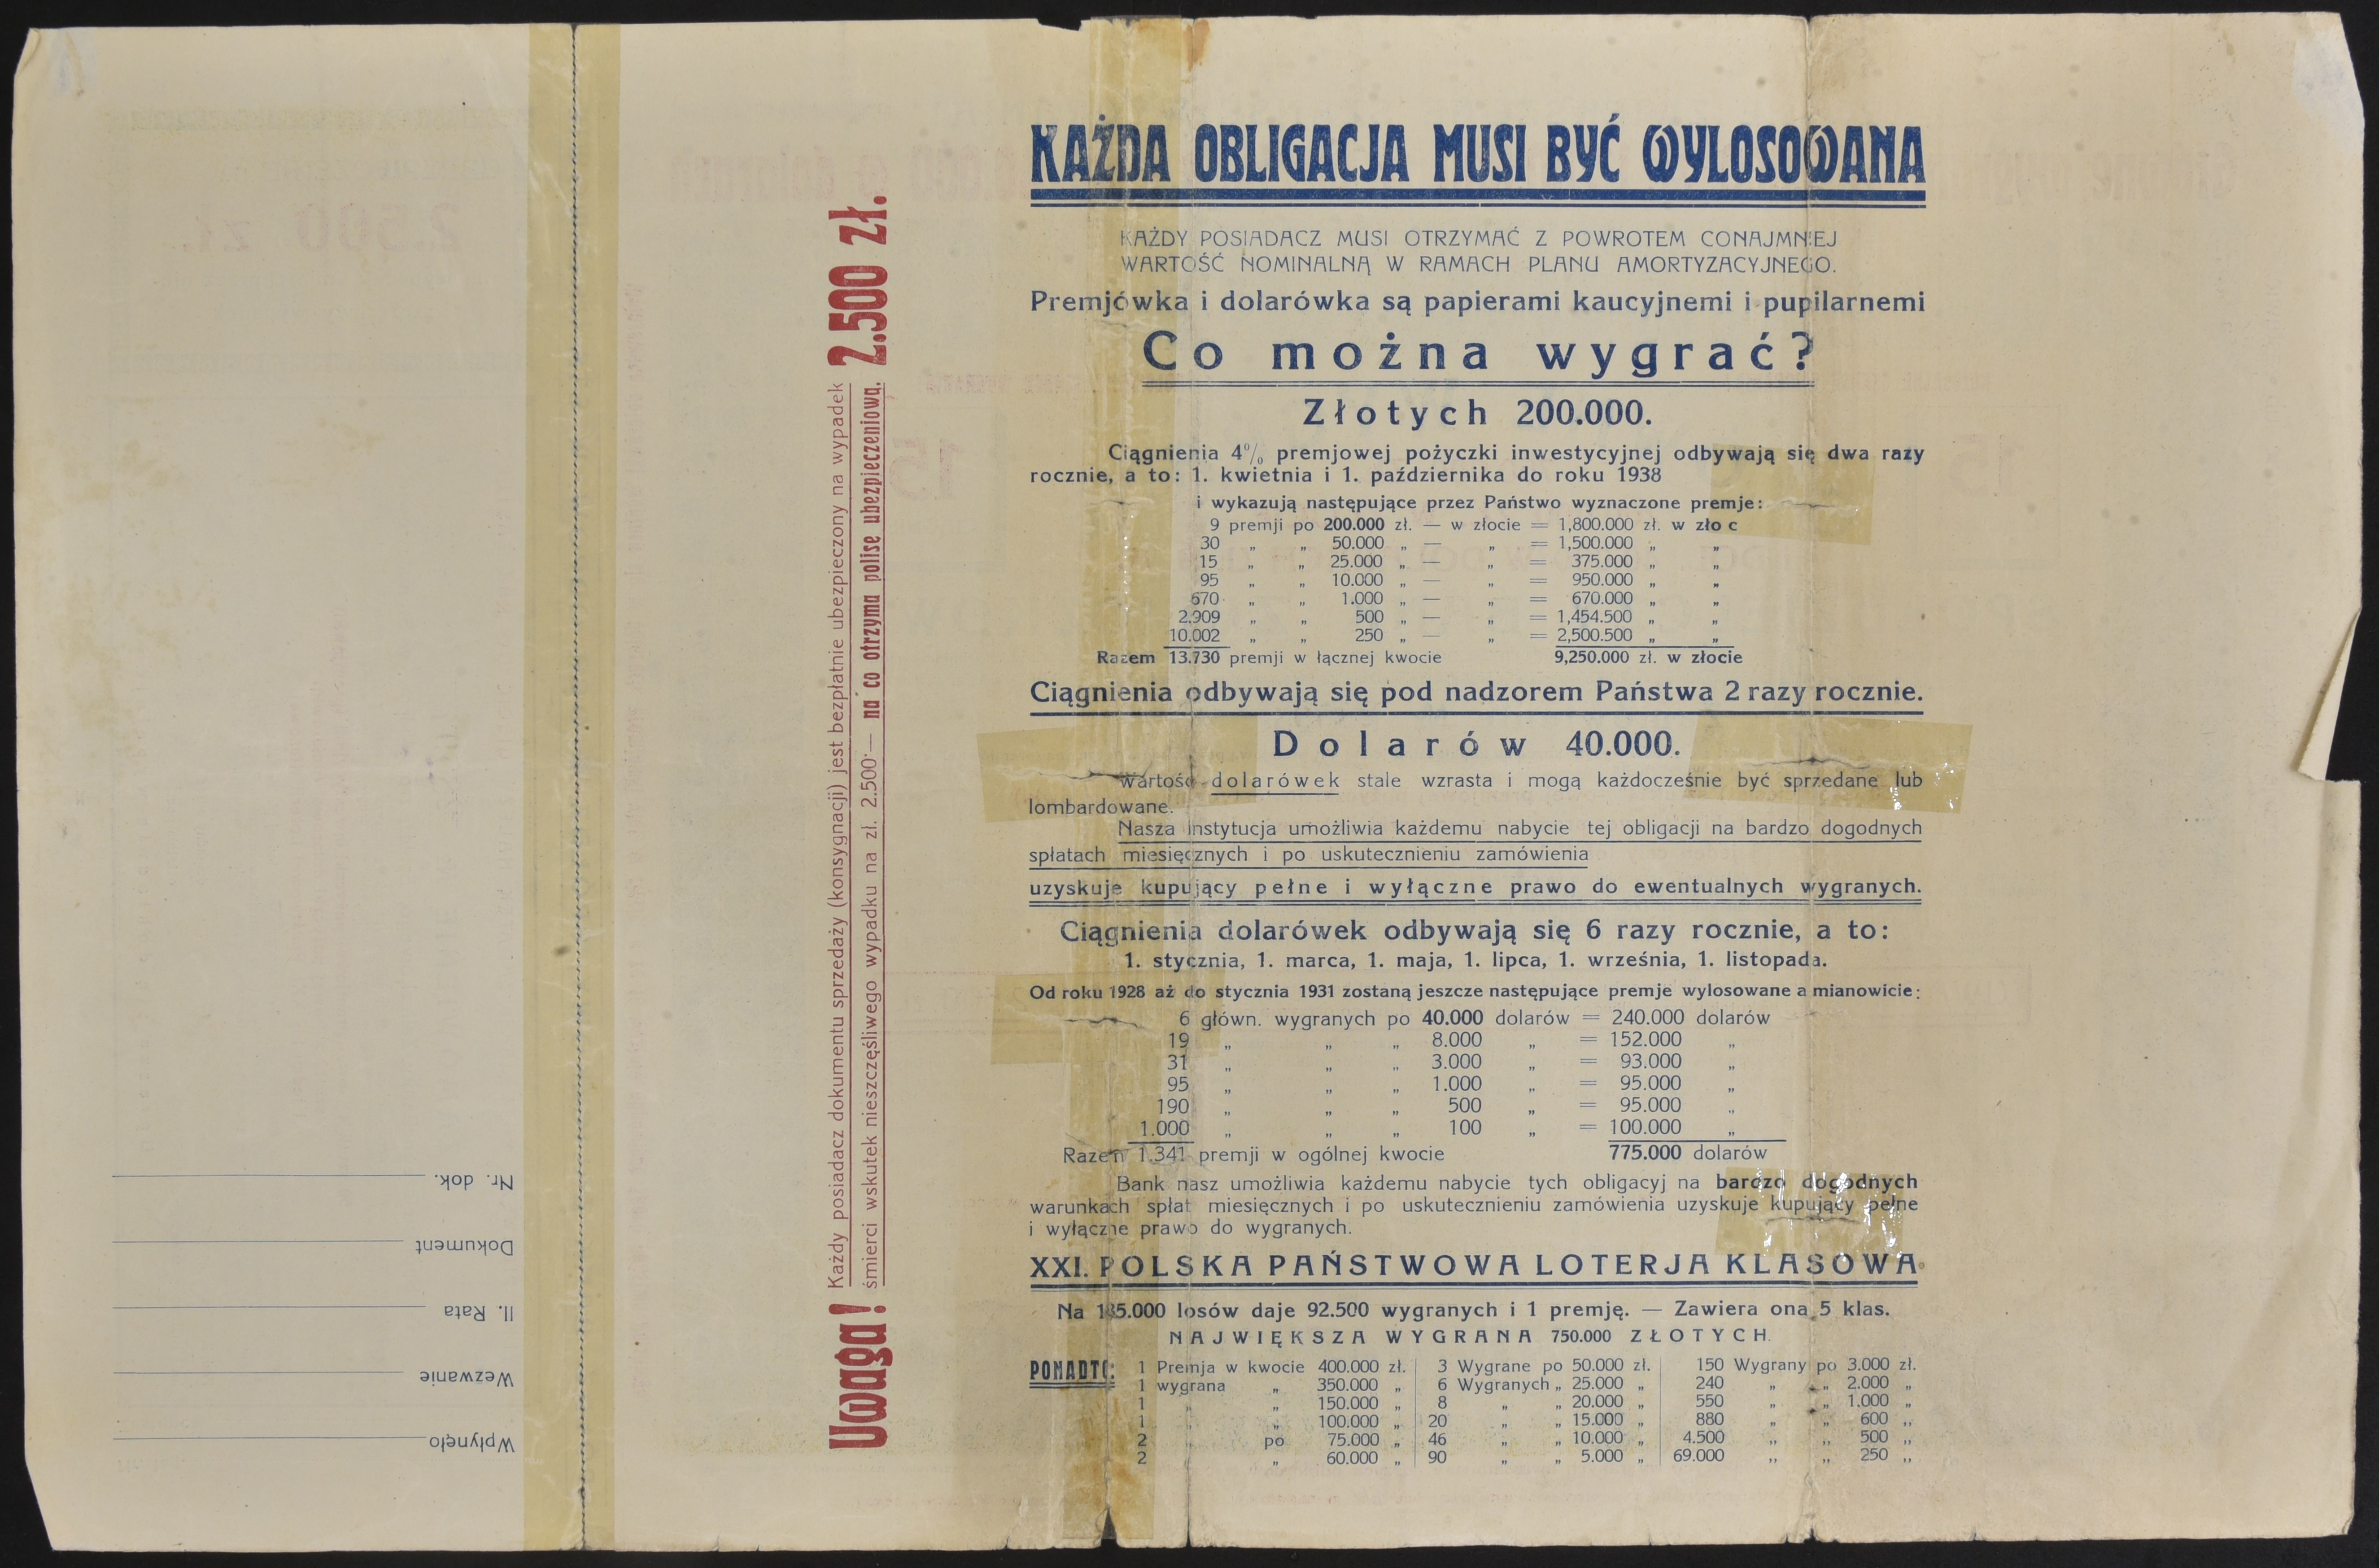 KAŻDA OBLIGACJA MUSI BYĆ WYLOSOWANA
KAŻDY POSIADACZ MUSI OTRZYMAĆ Z POWROTEM CONAJMNIEJ
WARTOŚĆ NOMINALNĄ W RAMACH PLANU AMORTYZACYJNEGO.
Premjówka i dolarówka są papierami kaucyjnemi i pupilarnemi
Co można wygrać?
Złotych 200.000.
Ciągnienia 4% premjowej pożyczki inwestycyjnej odbywają się dwa razy
rocznie, a to: 1. kwietnia i 1. października do roku 1938
i wykazują następujące przez Państwo wyznaczone premje:
9 premji po 200.000 zł. — w złocie = 1,800.000 zł. w zło c
30 „ „ 50.000 „ — „ = 1,500.000 „ „
15 „ „ 25.000 „ — „ = 375.000 „ „
95 „ „ 10.000 „ — „ = 950.000 „ „
670 „ „ 1.000 „ — „ = 670.000 „ „
2,909 „ „ 500 „ — „ = 1,454.500 „ „
10.002 „ „ 250 „ — „ = 2,500.500 „ „
Razem 13.730 premji w łącznej kwocie 9,250.000 zł. w złocie
Ciągnienia odbywają się pod nadzorem Państwa 2 razy rocznie.
Dolarów 40.000.
Wartość dolarówek stale wzrasta i mogą każdocześnie być sprzedane lub
lombardowane.
Nasza instytucja umożliwia każdemu nabycie tej obligacji na bardzo dogodnych
spłatach miesięcznych i po uskutecznieniu zamówienia
uzyskuje kupujący pełne i wyłączne prawo do ewentualnych wygranych.
Ciągnienia dolarówek odbywają się 6 razy rocznie, a to:
1. stycznia, 1. marca, 1. maja, 1. lipca, 1. września, 1. listopada.
Od roku 1928 aż do stycznia 1931 zostaną jeszcze następujące premje wylosowane a mianowicie:
6 główn. wygranych po 40.000 dolarów = 240.000 dolarów
19 „ „ „ 8.000 „ = 152.000 „
31 „ „ „ 3.000 „ = 93.000 „
95 „ „ „ 1.000 „ = 95.000 „
190 „ „ „ 500 „ = 95.000 „
1.000 „ „ „ 100 „ = 100.000 „
Razem 1.341 premji w ogólnej kwocie 775.000 dolarów
Bank nasz umożliwia każdemu nabycie tych obligacyj na bardzo dogodnych
warunkach spłat miesięcznych i po uskutecznieniu zamówienia uzyskuje kupujący pełne
i wyłączne prawo do wygranych.
XXI. POLSKA PAŃSTWOWA LOTERJA KLASOWA
Na 185.000 losów daje 92.500 wygranych i 1 premję. — Zawiera ona 5 klas.
NAJWIĘKSZA WYGRANA 750.000 ZŁOTYCH.
PONADTO: 1 Premja w kwocie 400.000 zł. 3 Wygrane po 50.000 zł. 150 Wygrany po 3.000 zł.
1 wygrana „ 350.000 „ 6 Wygranych „ 25.000 „ 240 „ „ 2.000 „
1 „ „ 150.000 „ 8 „ „ 20.000 „ 550 „ „ 1.000 „
1 „ „ 100.000 „ 20 „ „ 15.000 „ 880 „ „ 600 „
2 „ po 75.000 „ 46 „ „ 10.000 „ 4.500 „ „ 500 „
2 „ 60.000 „ 90 „ „ 5.000 „ 69.000 „ „ 250 „
Uwaga! Każdy posiadacz dokumentu sprzedaży (konsygnacji) jest bezpłatnie ubezpieczony na wypadek
śmierci wskutek nieszczęśliwego wypadku na zł. 2.500·— na co otrzyma polise ubezpieczeniową. 2.500 zł.
Wpłynęło
Wezwanie
II. Rata
Dokument
Nr. dok.